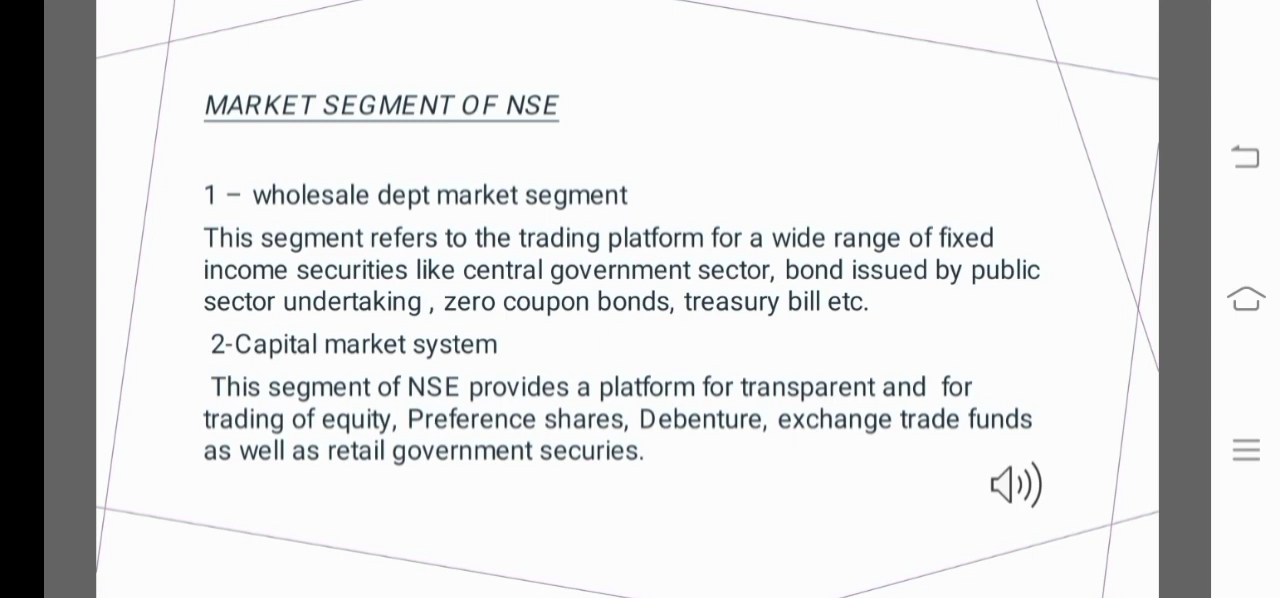 MARKET SEGMENT OF NSE
1 – wholesale dept market segment
This segment refers to the trading platform for a wide range of fixed
income securities like central government sector, bond issued by public
sector undertaking , zero coupon bonds, treasury bill etc.
2-Capital market system
This segment of NSE provides a platform for transparent and for
trading of equity, Preference shares, Debenture, exchange trade funds
as well as retail government securies.